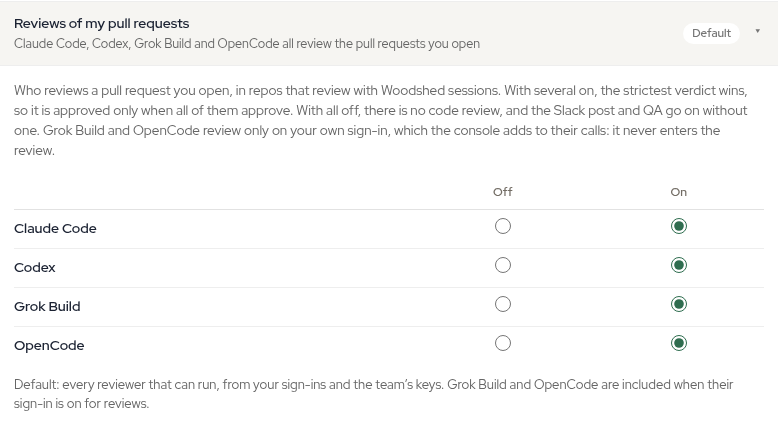 Reviews of my pull requests
Claude Code, Codex, Grok Build and OpenCode all review the pull requests you open
Default
Who reviews a pull request you open, in repos that review with Woodshed sessions. With several on, the strictest verdict wins,
so it is approved only when all of them approve. With all off, there is no code review, and the Slack post and QA go on without
one. Grok Build and OpenCode review only on your own sign-in, which the console adds to their calls: it never enters the
review.
Off On
Claude Code
Codex
Grok Build
OpenCode
Default: every reviewer that can run, from your sign-ins and the team’s keys. Grok Build and OpenCode are included when their
sign-in is on for reviews.